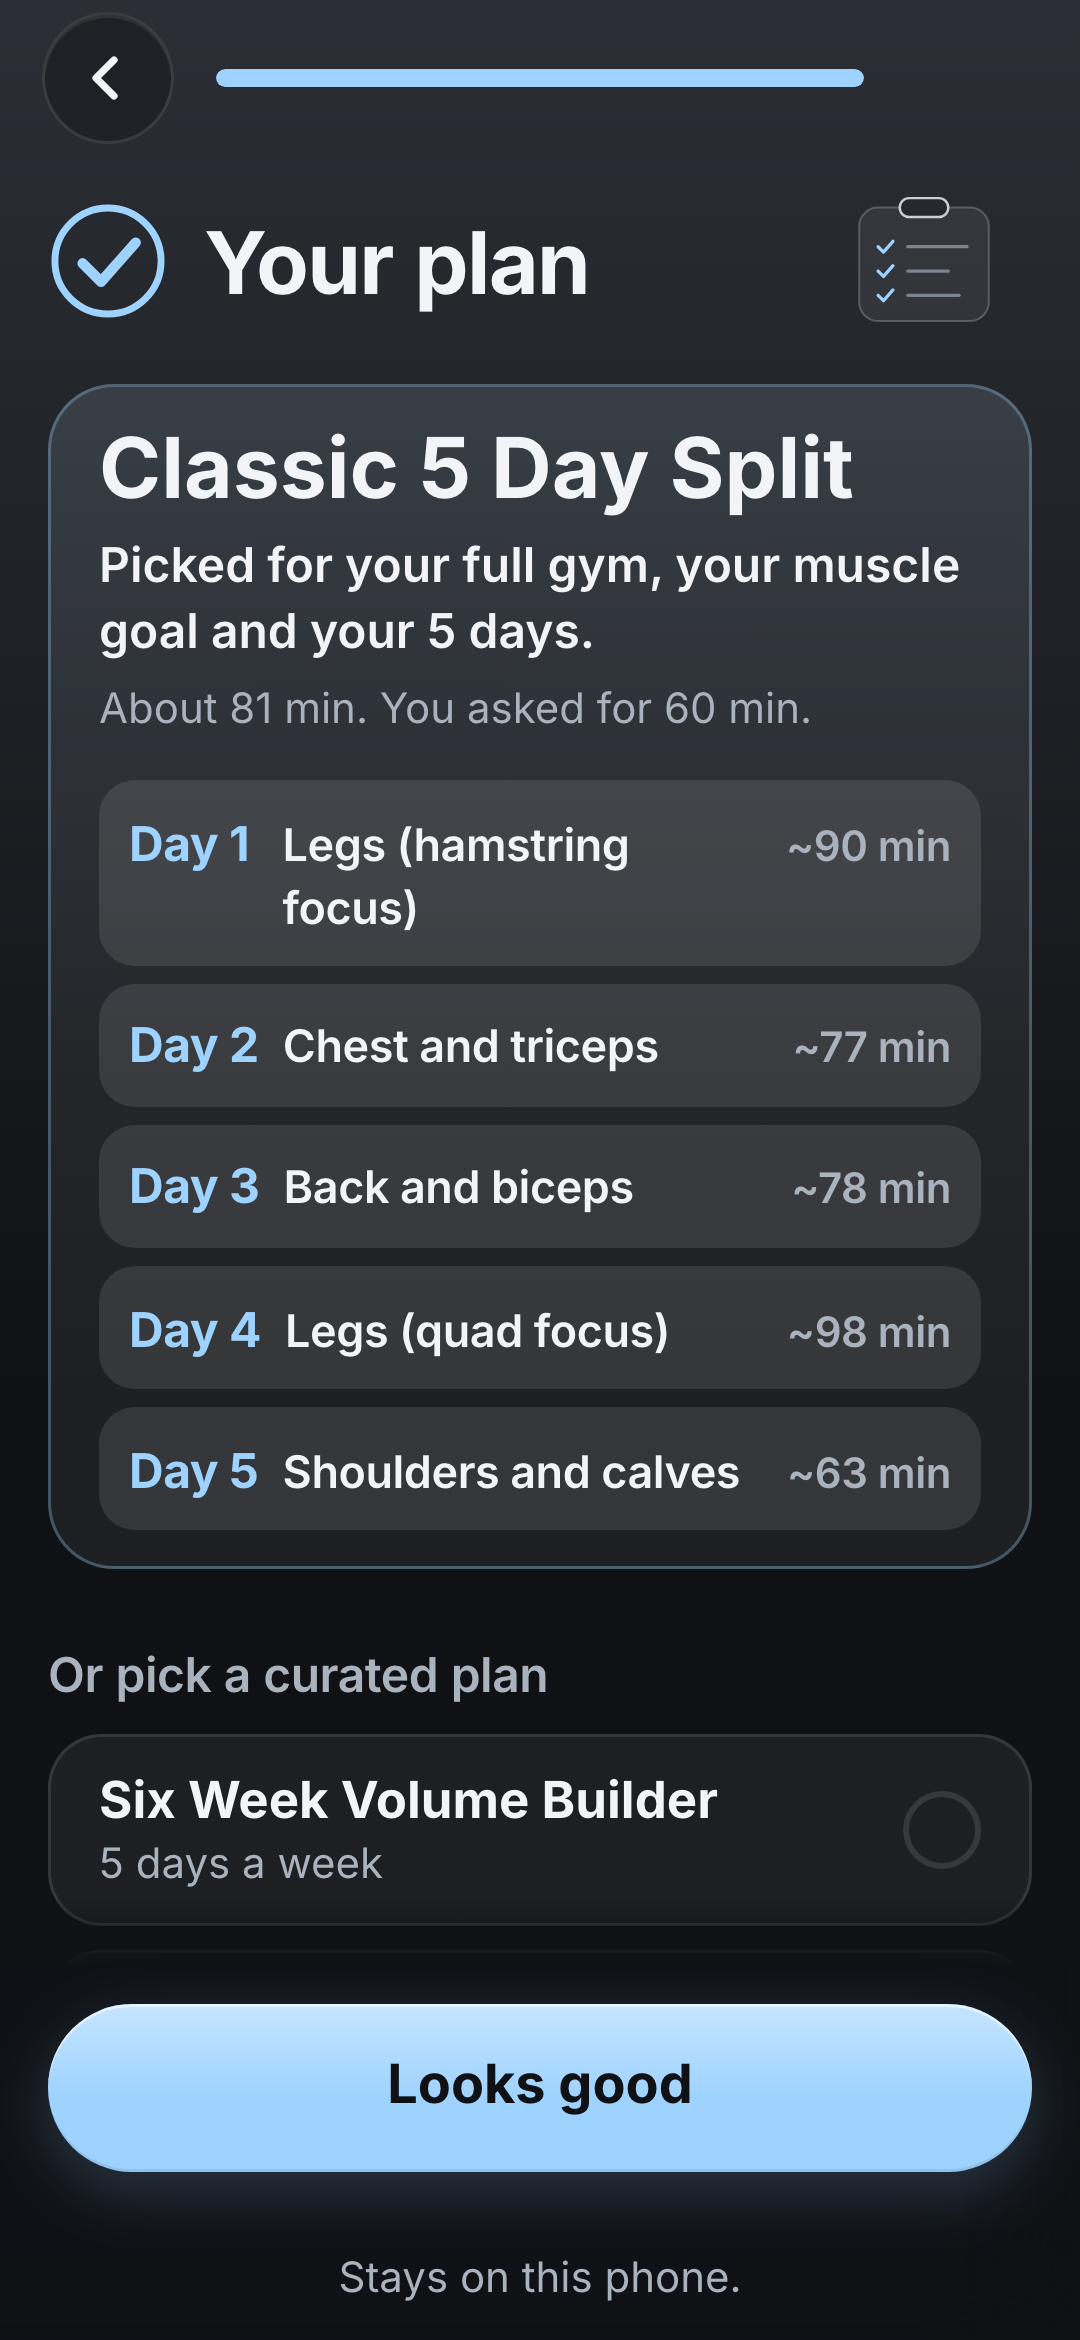 Your plan
Classic 5 Day Split
Picked for your full gym, your muscle
goal and your 5 days.
About 81 min. You asked for 60 min.
Day 1 Legs (hamstring ~90 min
focus)
Day 2 Chest and triceps ~77 min
Day 3 Back and biceps ~78 min
Day 4 Legs (quad focus) ~98 min
Day 5 Shoulders and calves ~63 min
Or pick a curated plan
Six Week Volume Builder
5 days a week
Looks good
Stays on this phone.